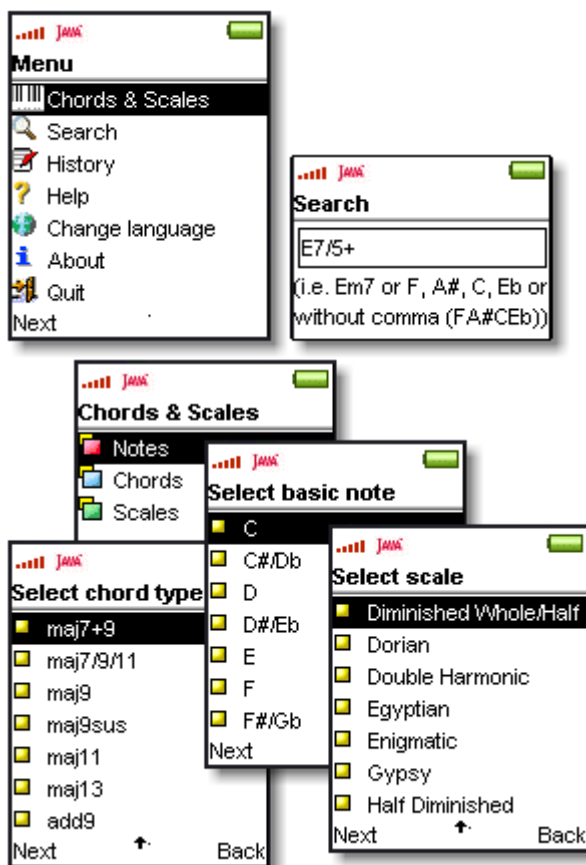 JAVA
Menu
Chords & Scales
Search
History
Help
Change language
About
Quit
Next
JAVA
Search
E7/5+
(i.e. Em7 or F, A#, C, Eb or
without comma (FA#CEb))
JAVA
Chords & Scales
Notes
Chords
Scales
JAVA
Select basic note
C
C#/Db
D
D#/Eb
E
F
F#/Gb
Next
JAVA
Select chord type
maj7+9
maj7/9/11
maj9
maj9sus
maj11
maj13
add9
Next Back
JAVA
Select scale
Diminished Whole/Half
Dorian
Double Harmonic
Egyptian
Enigmatic
Gypsy
Half Diminished
Next Back